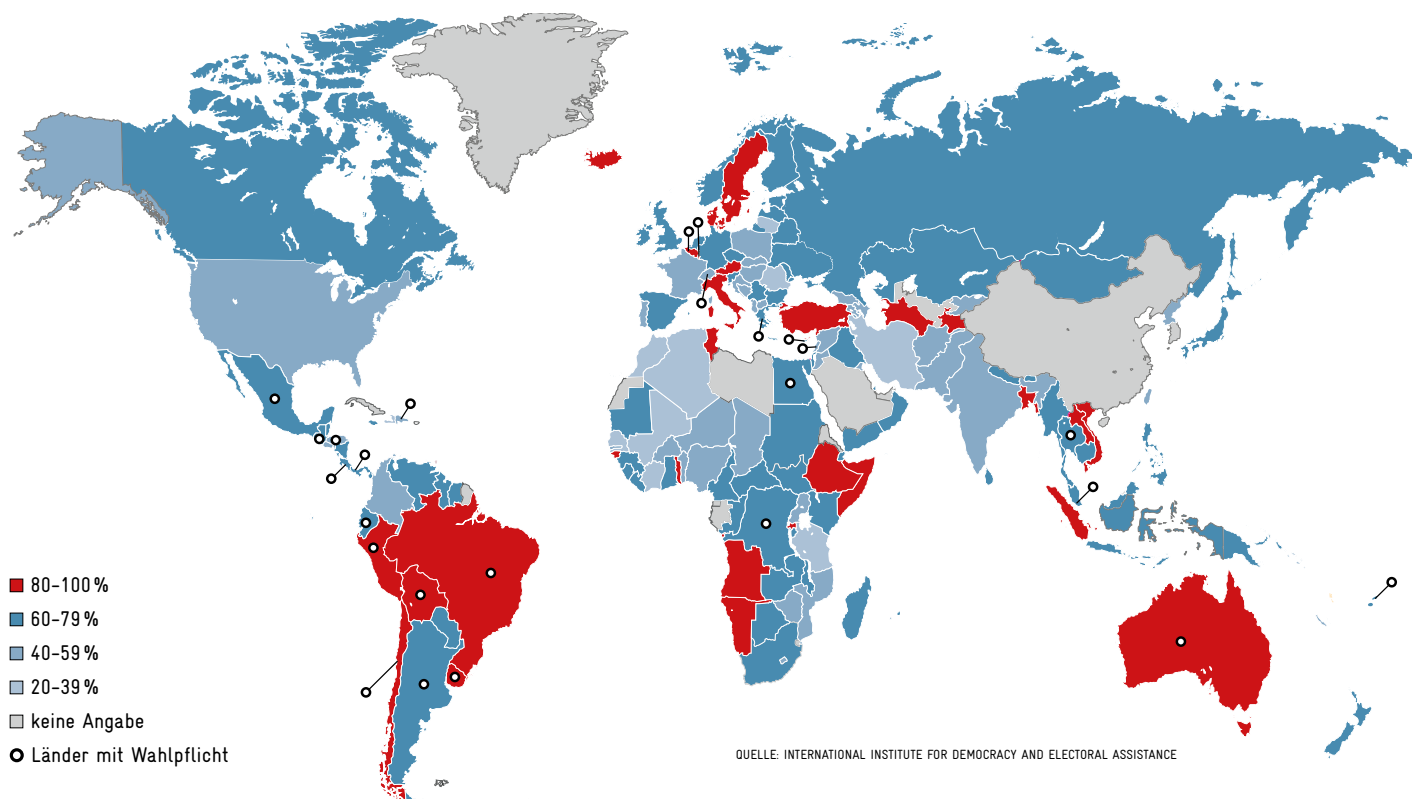 80–100 %
60–79 %
40–59 %
20–39 %
keine Angabe
Länder mit Wahlpflicht
QUELLE: INTERNATIONAL INSTITUTE FOR DEMOCRACY AND ELECTORAL ASSISTANCE